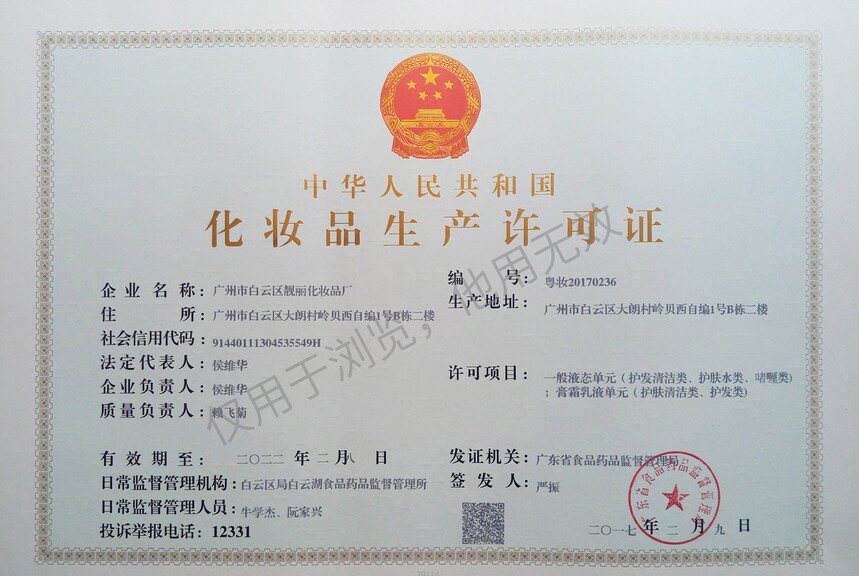 中华人民共和国
化妆品生产许可证
企业名称：广州市白云区靓丽化妆品厂
住所：广州市白云区大朗村岭贝西自编1号B栋二楼
社会信用代码：91440111304535549H
法定代表人：侯维华
企业负责人：侯维华
质量负责人：赖飞菊
编号：粤妆20170236
生产地址：广州市白云区大朗村岭贝西自编1号B栋二楼
许可项目：一般液态单元（护发清洁类、护肤水类、啫喱类）
；膏霜乳液单元（护肤清洁类、护发类）
有效期至：二〇二二年二月八日
日常监督管理机构：白云区局白云湖食品药品监督管理所
日常监督管理人员：牛学杰、阮家兴
投诉举报电话：12331
发证机关：广东省食品药品监督管理局
签发人：严振
二〇一七年二月九日
广东省食品药品监督管理局
仅用于浏览，他用无效